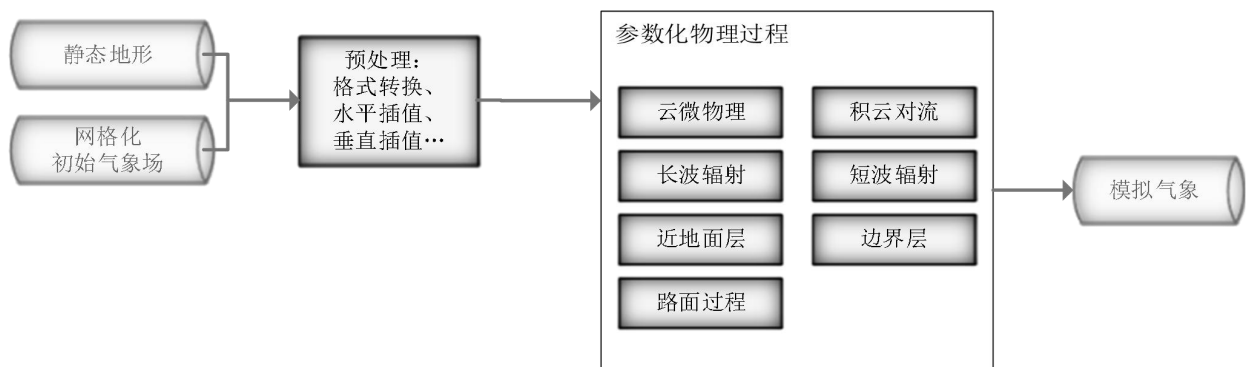 静态地形
网格化
初始气象场
预处理：
格式转换、
水平插值、
垂直插值…
参数化物理过程
云微物理
积云对流
长波辐射
短波辐射
近地面层
边界层
路面过程
模拟气象